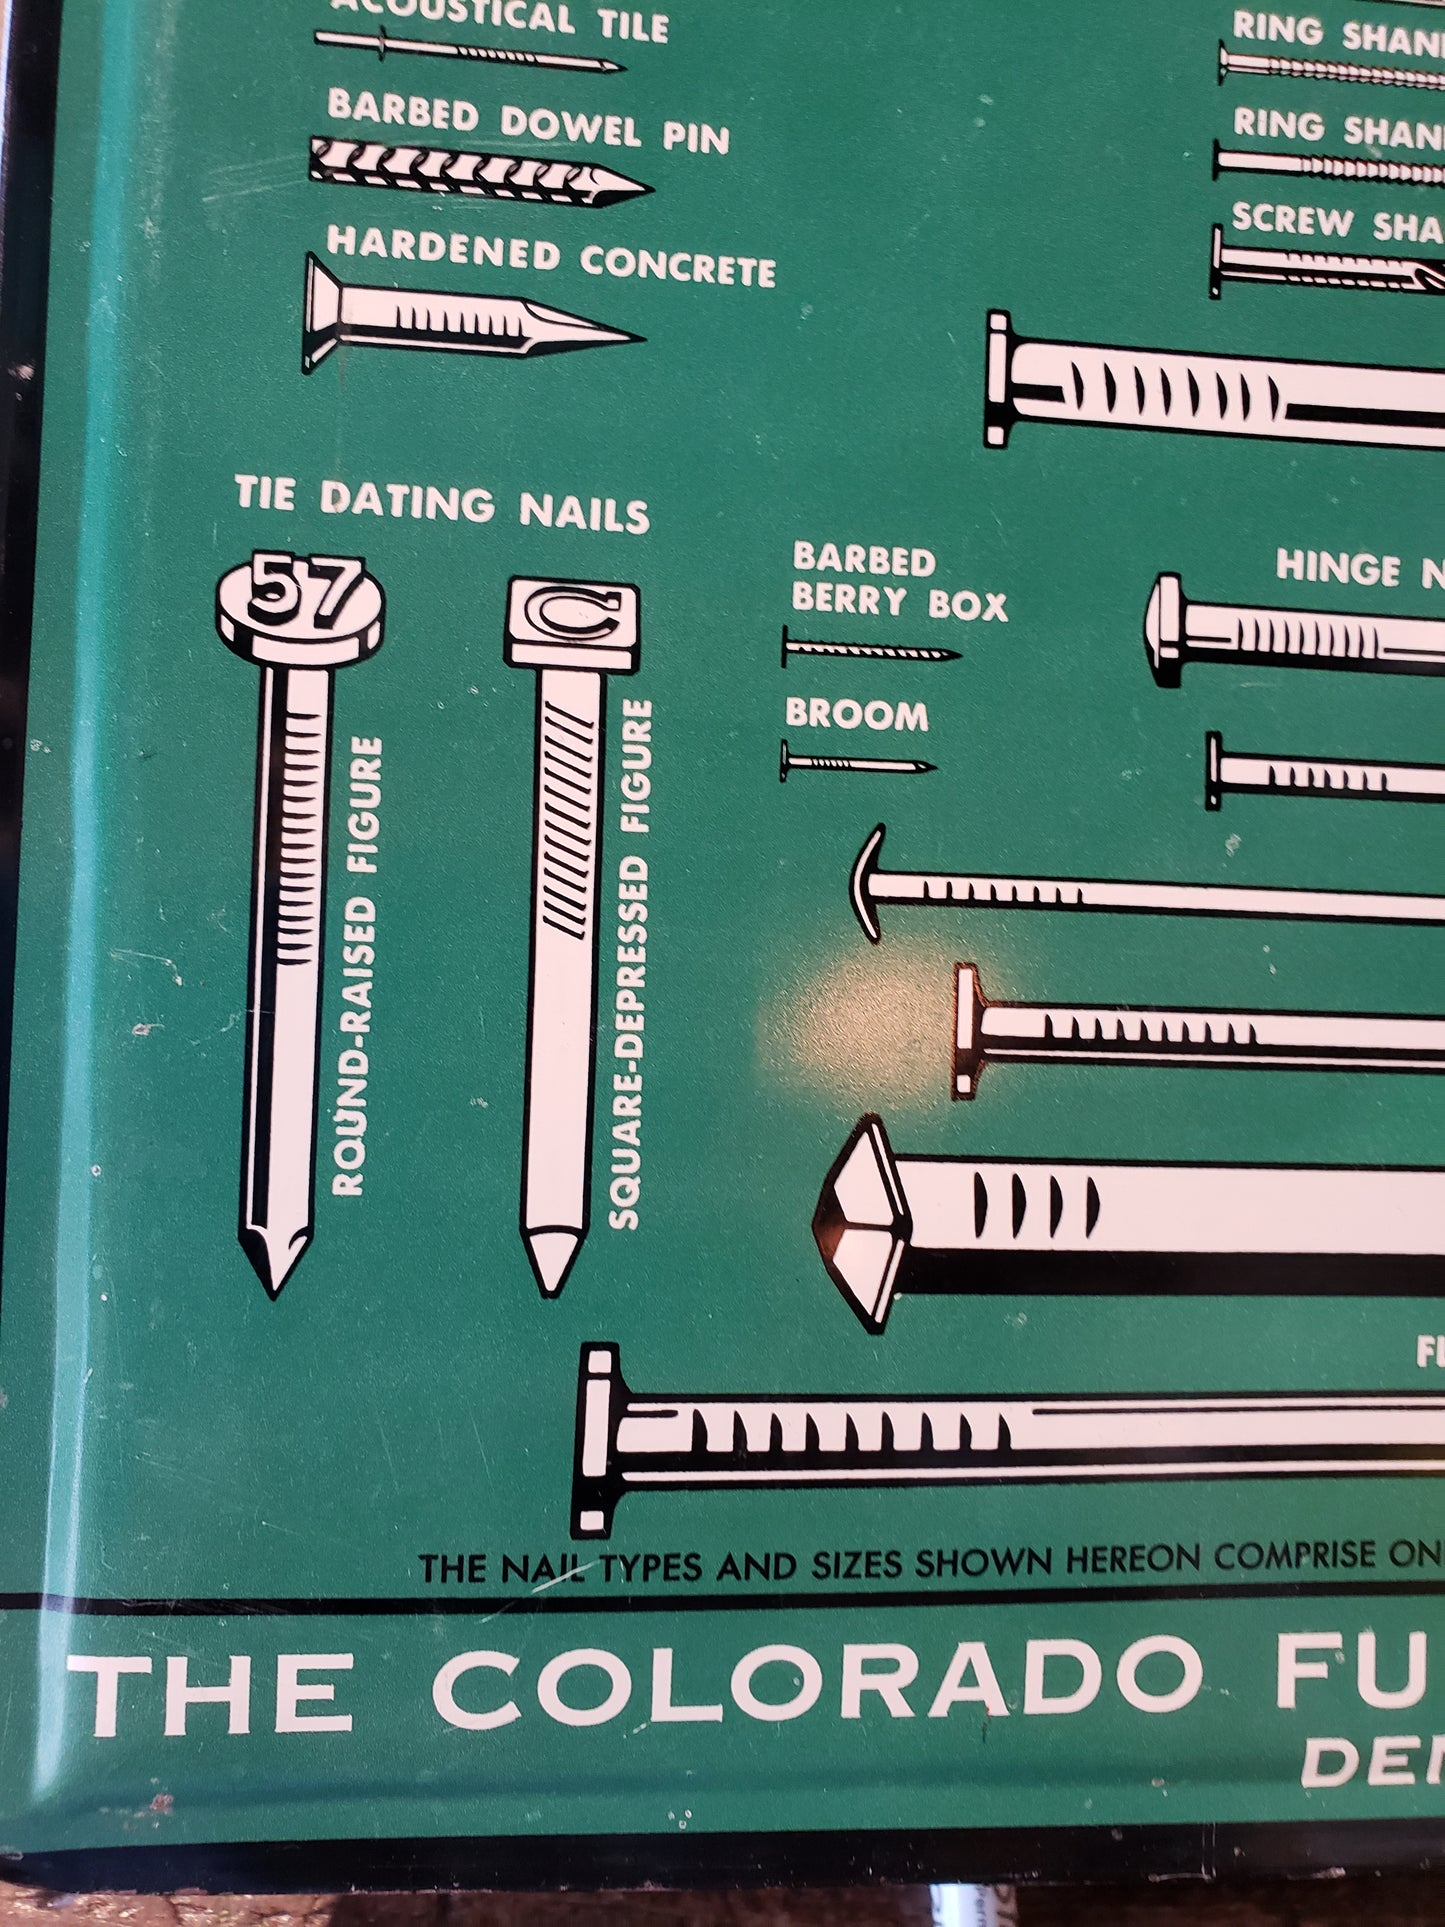 ACOUSTICAL TILE
BARBED DOWEL PIN
HARDENED CONCRETE
RING SHAN
RING SHAN
SCREW SHA
TIE DATING NAILS
57
C
ROUND-RAISED FIGURE
SQUARE-DEPRESSED FIGURE
BARBED
BERRY BOX
BROOM
HINGE N
FL
THE NAIL TYPES AND SIZES SHOWN HEREON COMPRISE ON
THE COLORADO FU
DEN